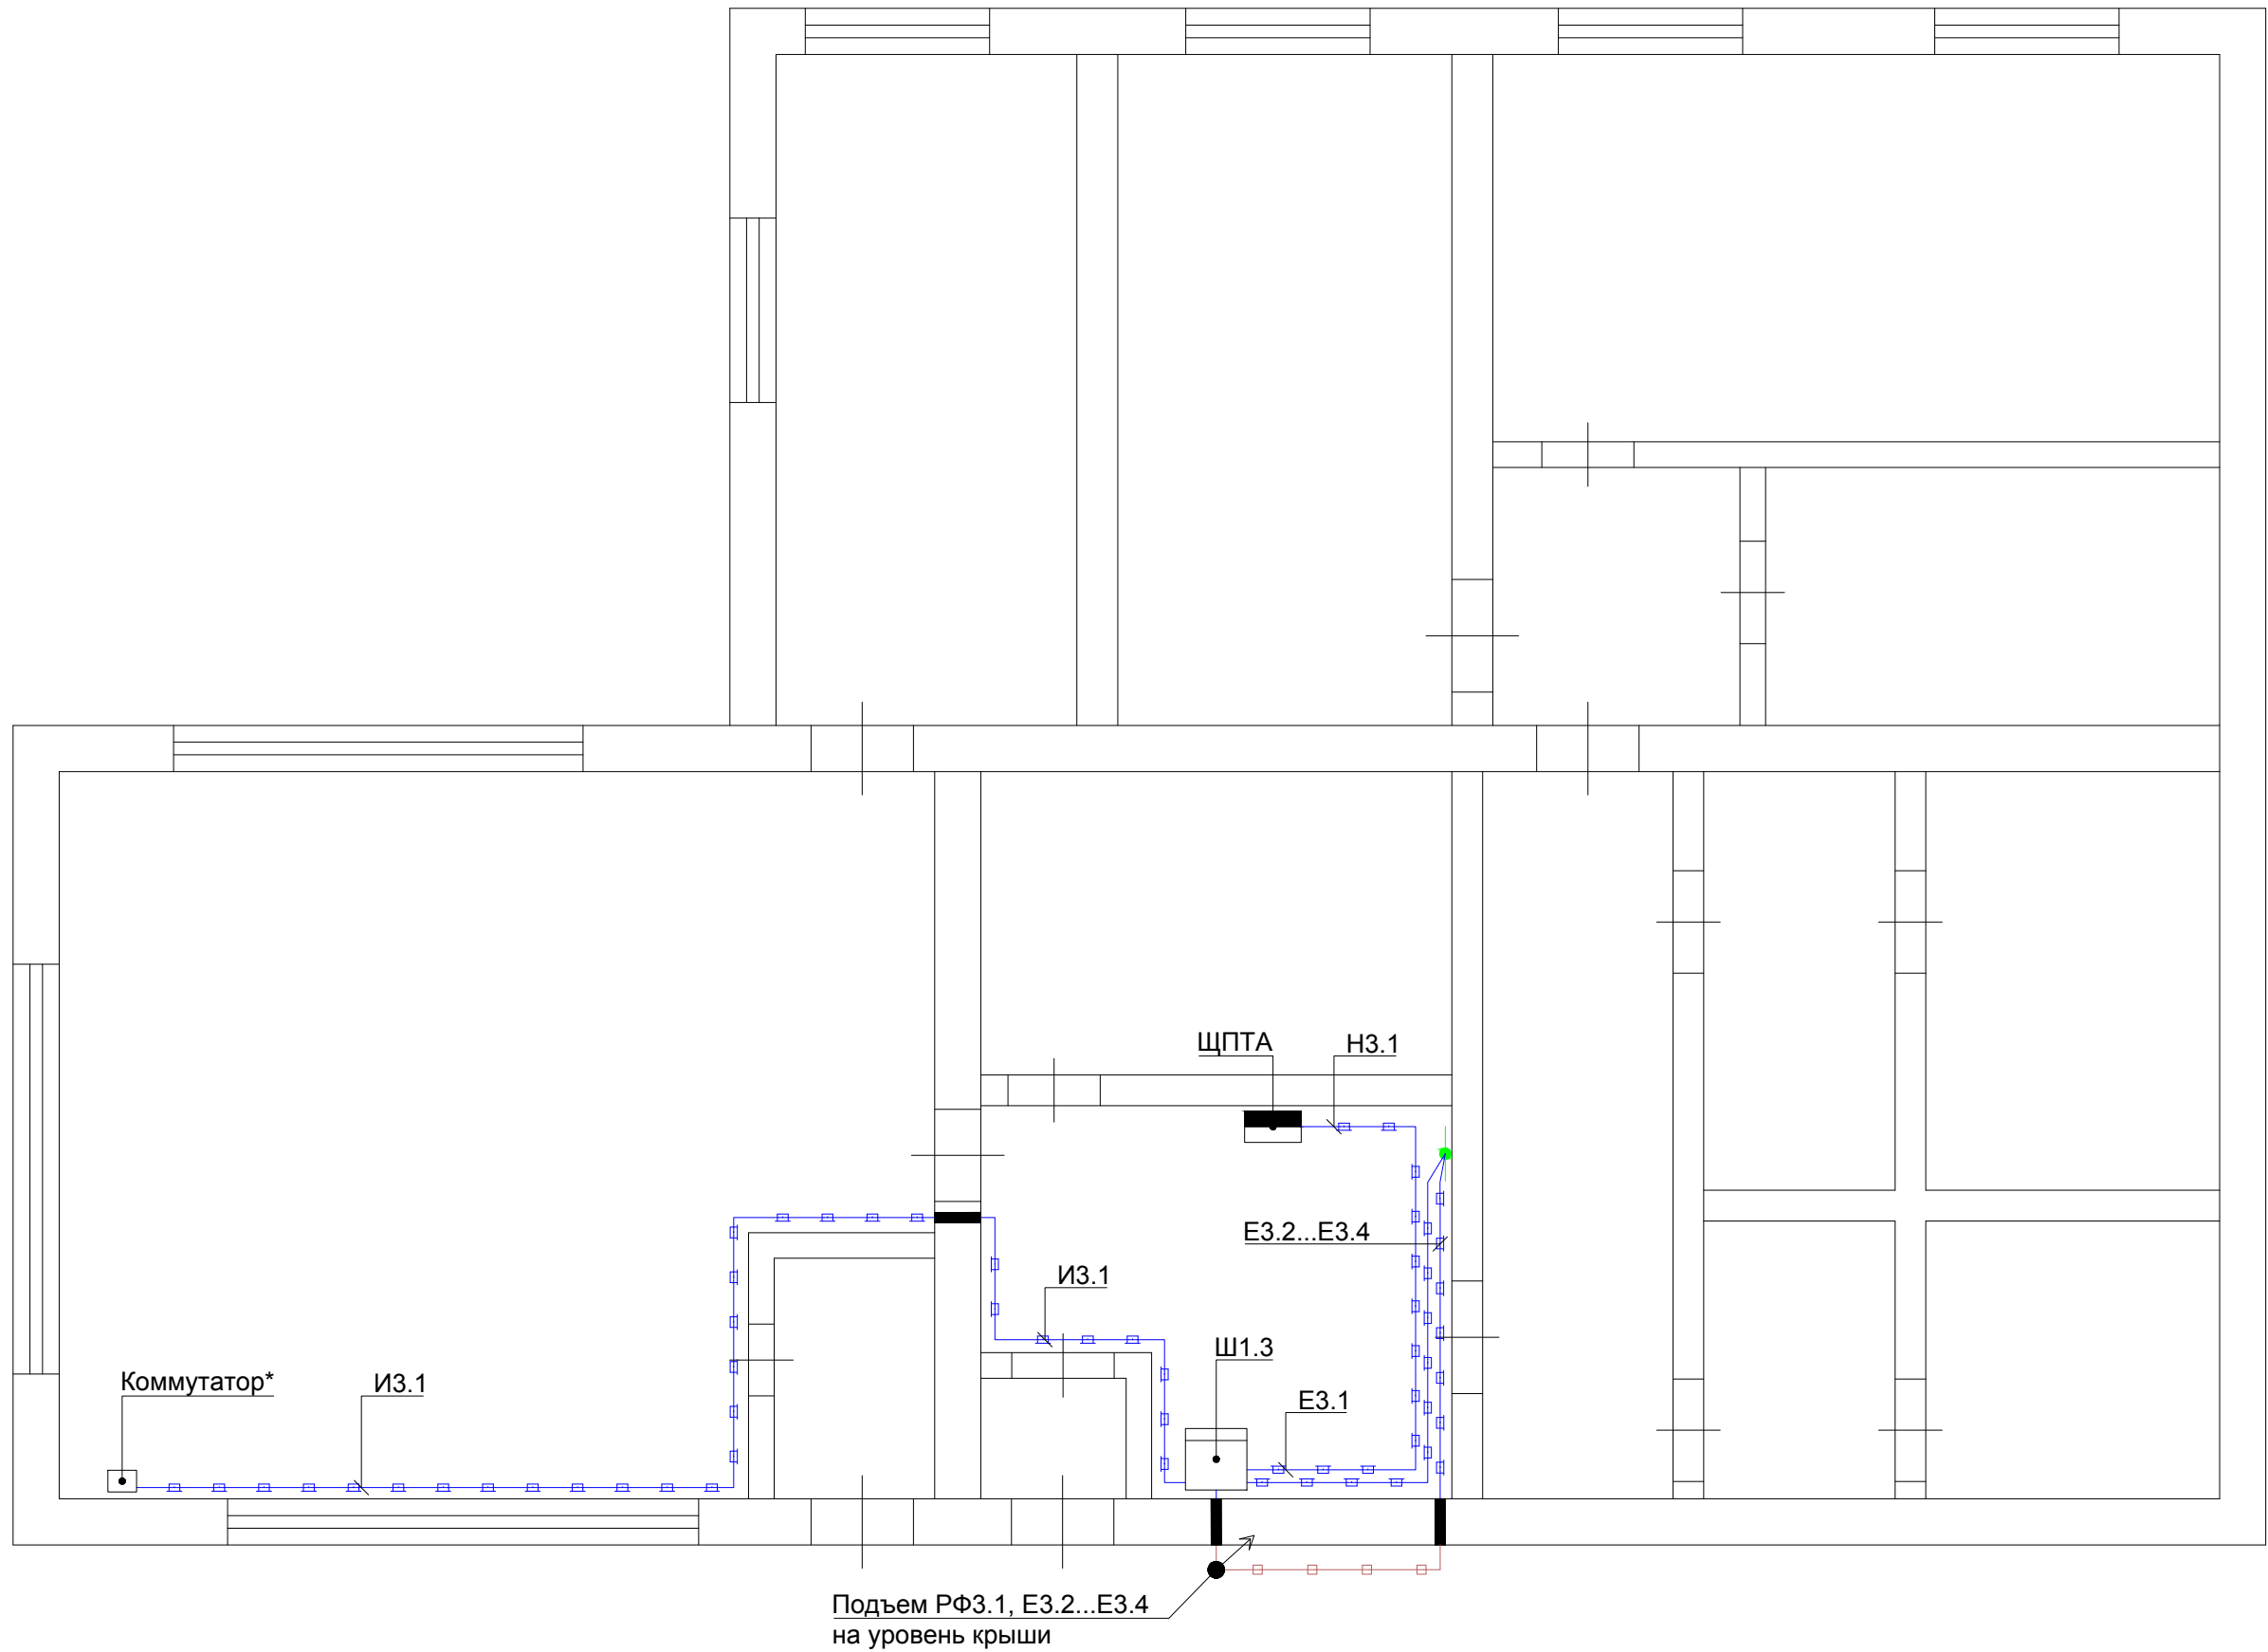 ЩПТА
Н3.1
Е3.2...Е3.4
И3.1
Ш1.3
Коммутатор*
И3.1
Е3.1
Подъем РФ3.1, Е3.2...Е3.4
на уровень крыши